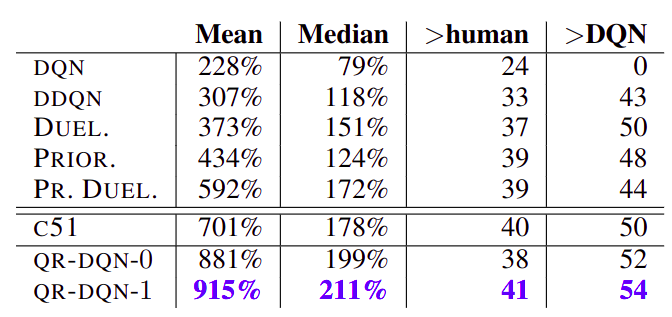 Mean Median >human >DQN
DQN 228% 79% 24 0
DDQN 307% 118% 33 43
DUEL. 373% 151% 37 50
PRIOR. 434% 124% 39 48
PR. DUEL. 592% 172% 39 44
C51 701% 178% 40 50
QR-DQN-0 881% 199% 38 52
QR-DQN-1 915% 211% 41 54